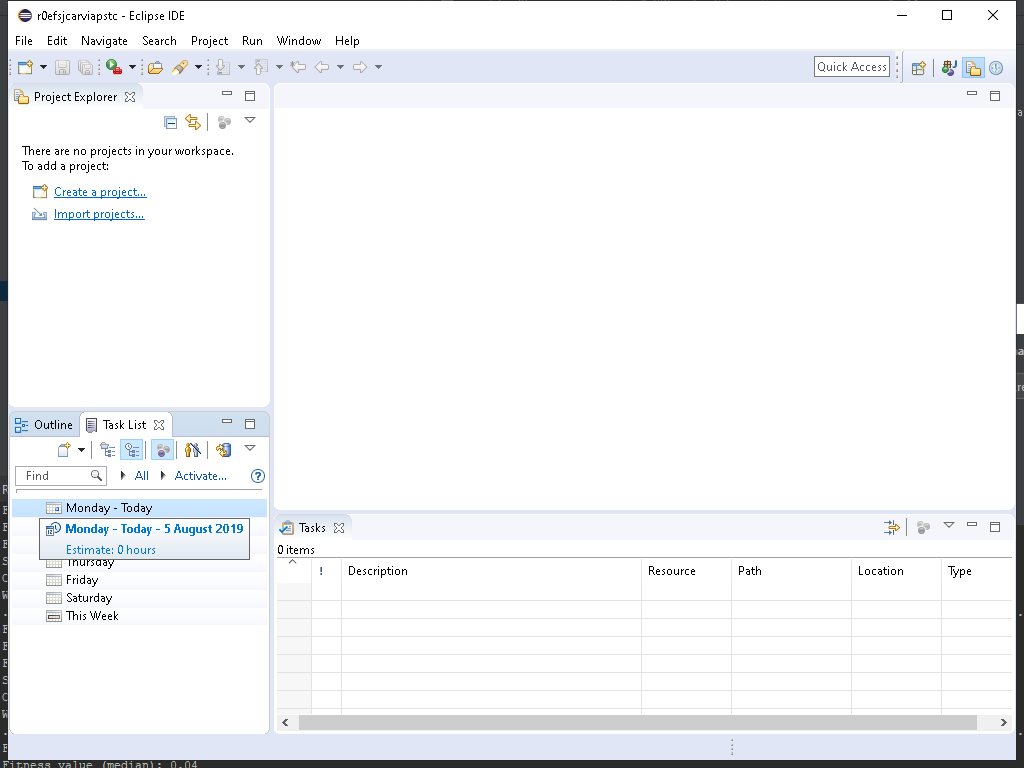 r0efsjcarviapstc - Eclipse IDE
File Edit Navigate Search Project Run Window Help
Quick Access
Project Explorer
There are no projects in your workspace.
To add a project:
Create a project...
Import projects...
Outline Task List
Find All Activate...
Monday - Today
Monday - Today - 5 August 2019
Estimate: 0 hours
Thursday
Friday
Saturday
This Week
Tasks
0 items
! Description Resource Path Location Type
Fitness value (median): 0.04